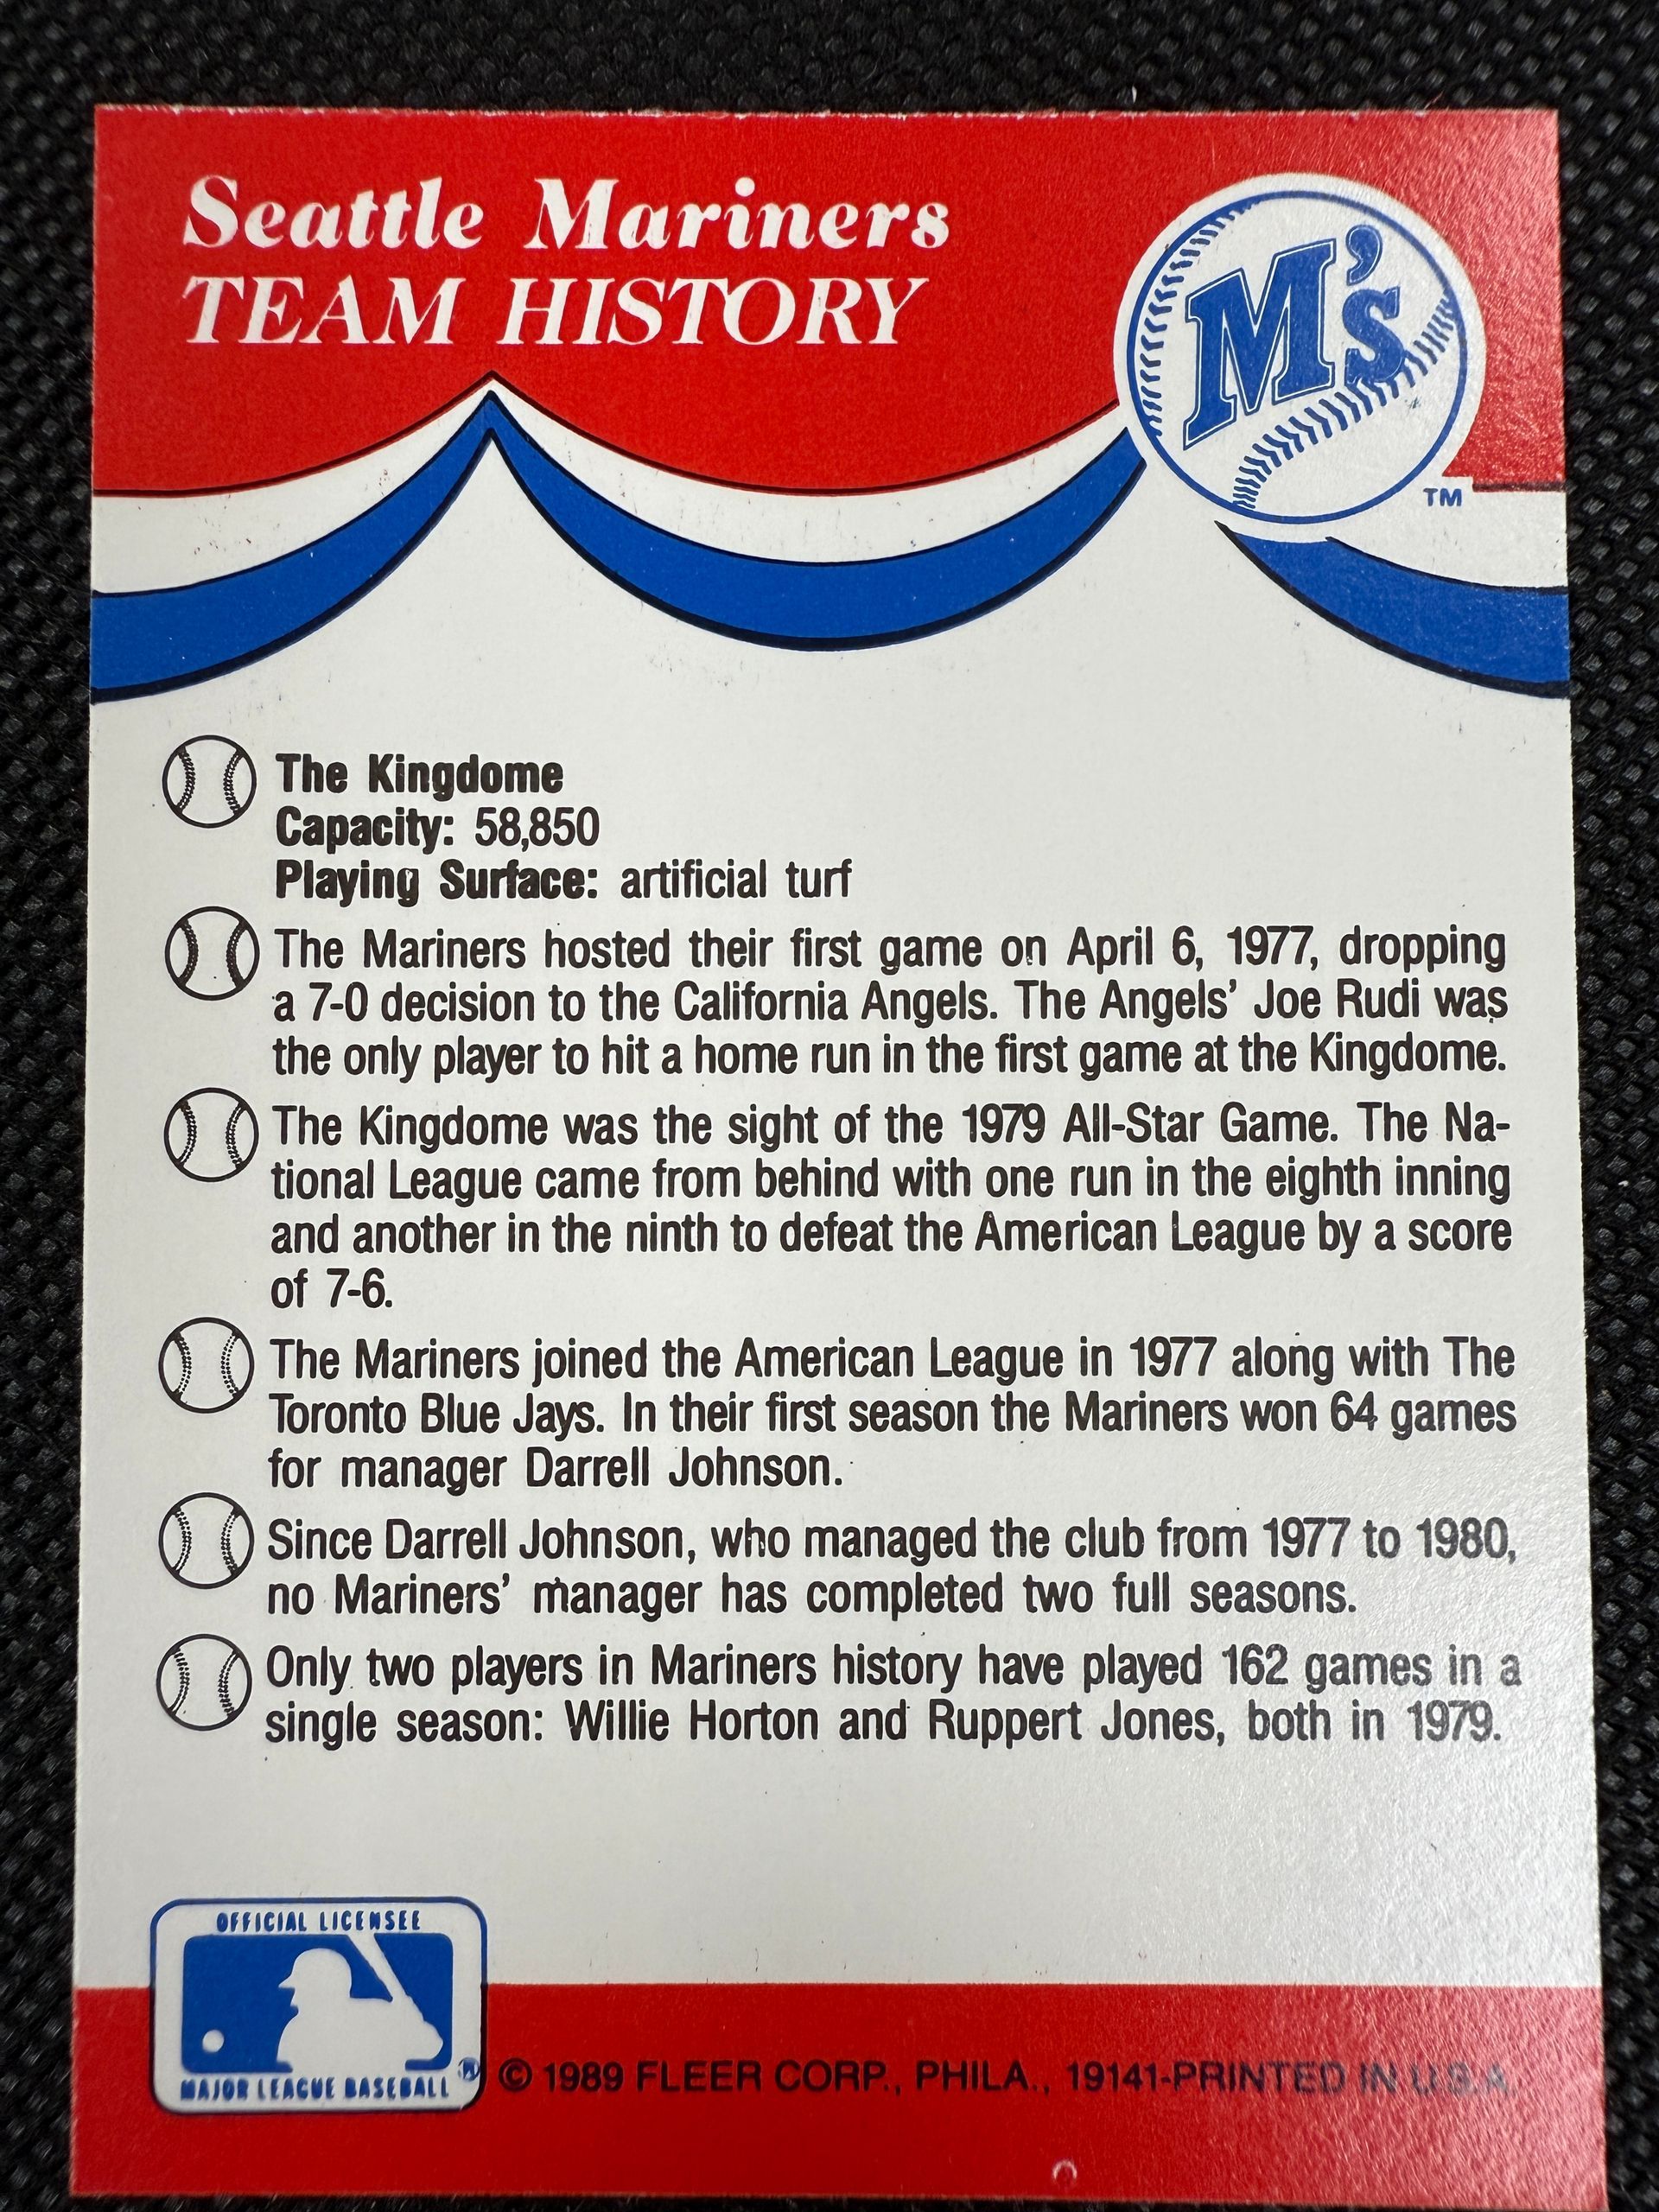 Seattle Mariners
TEAM HISTORY
M's
TM
The Kingdome
Capacity: 58,850
Playing Surface: artificial turf
The Mariners hosted their first game on April 6, 1977, dropping
a 7-0 decision to the California Angels. The Angels' Joe Rudi was
the only player to hit a home run in the first game at the Kingdome.
The Kingdome was the sight of the 1979 All-Star Game. The Na-
tional League came from behind with one run in the eighth inning
and another in the ninth to defeat the American League by a score
of 7-6.
The Mariners joined the American League in 1977 along with The
Toronto Blue Jays. In their first season the Mariners won 64 games
for manager Darrell Johnson.
Since Darrell Johnson, who managed the club from 1977 to 1980,
no Mariners' manager has completed two full seasons.
Only two players in Mariners history have played 162 games in a
single season: Willie Horton and Ruppert Jones, both in 1979.
OFFICIAL LICENSEE
MAJOR LEAGUE BASEBALL ®
© 1989 FLEER CORP., PHILA., 19141-PRINTED IN U.S.A.